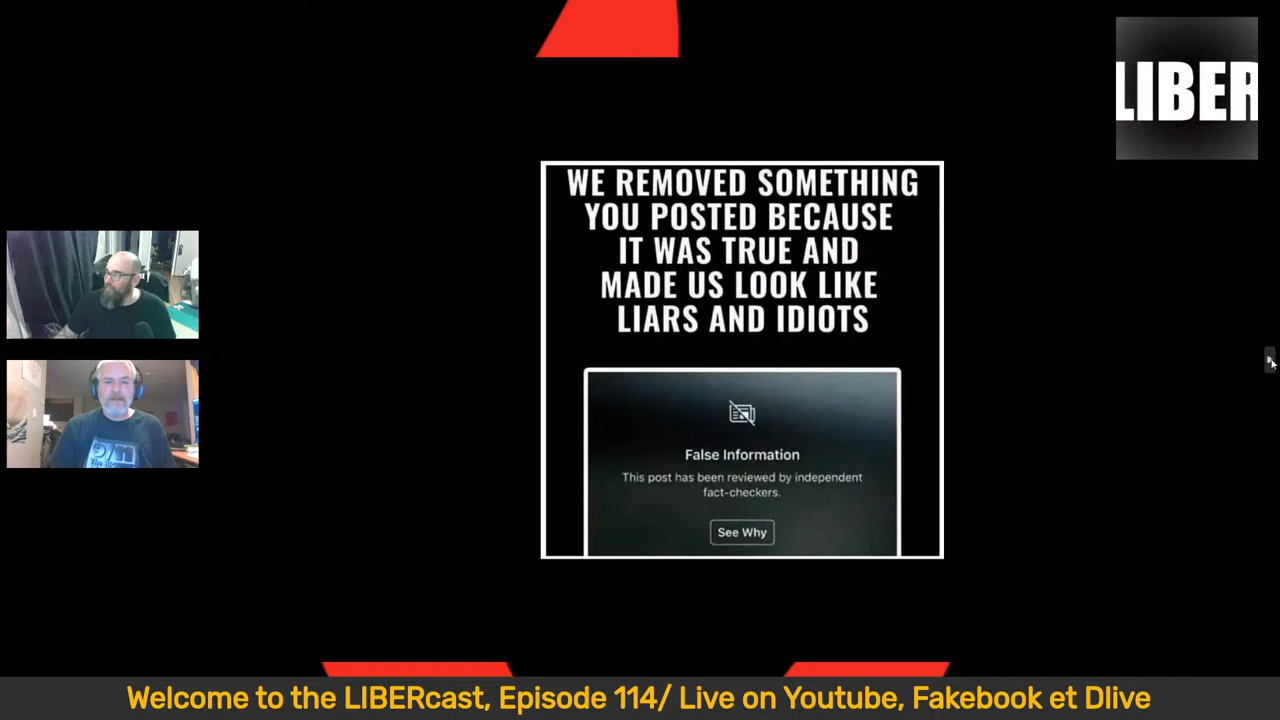 LIBER
WE REMOVED SOMETHING
YOU POSTED BECAUSE
IT WAS TRUE AND
MADE US LOOK LIKE
LIARS AND IDIOTS
False Information
This post has been reviewed by independent
fact-checkers.
See Why
Welcome to the LIBERcast, Episode 114/ Live on Youtube, Fakebook et Dlive